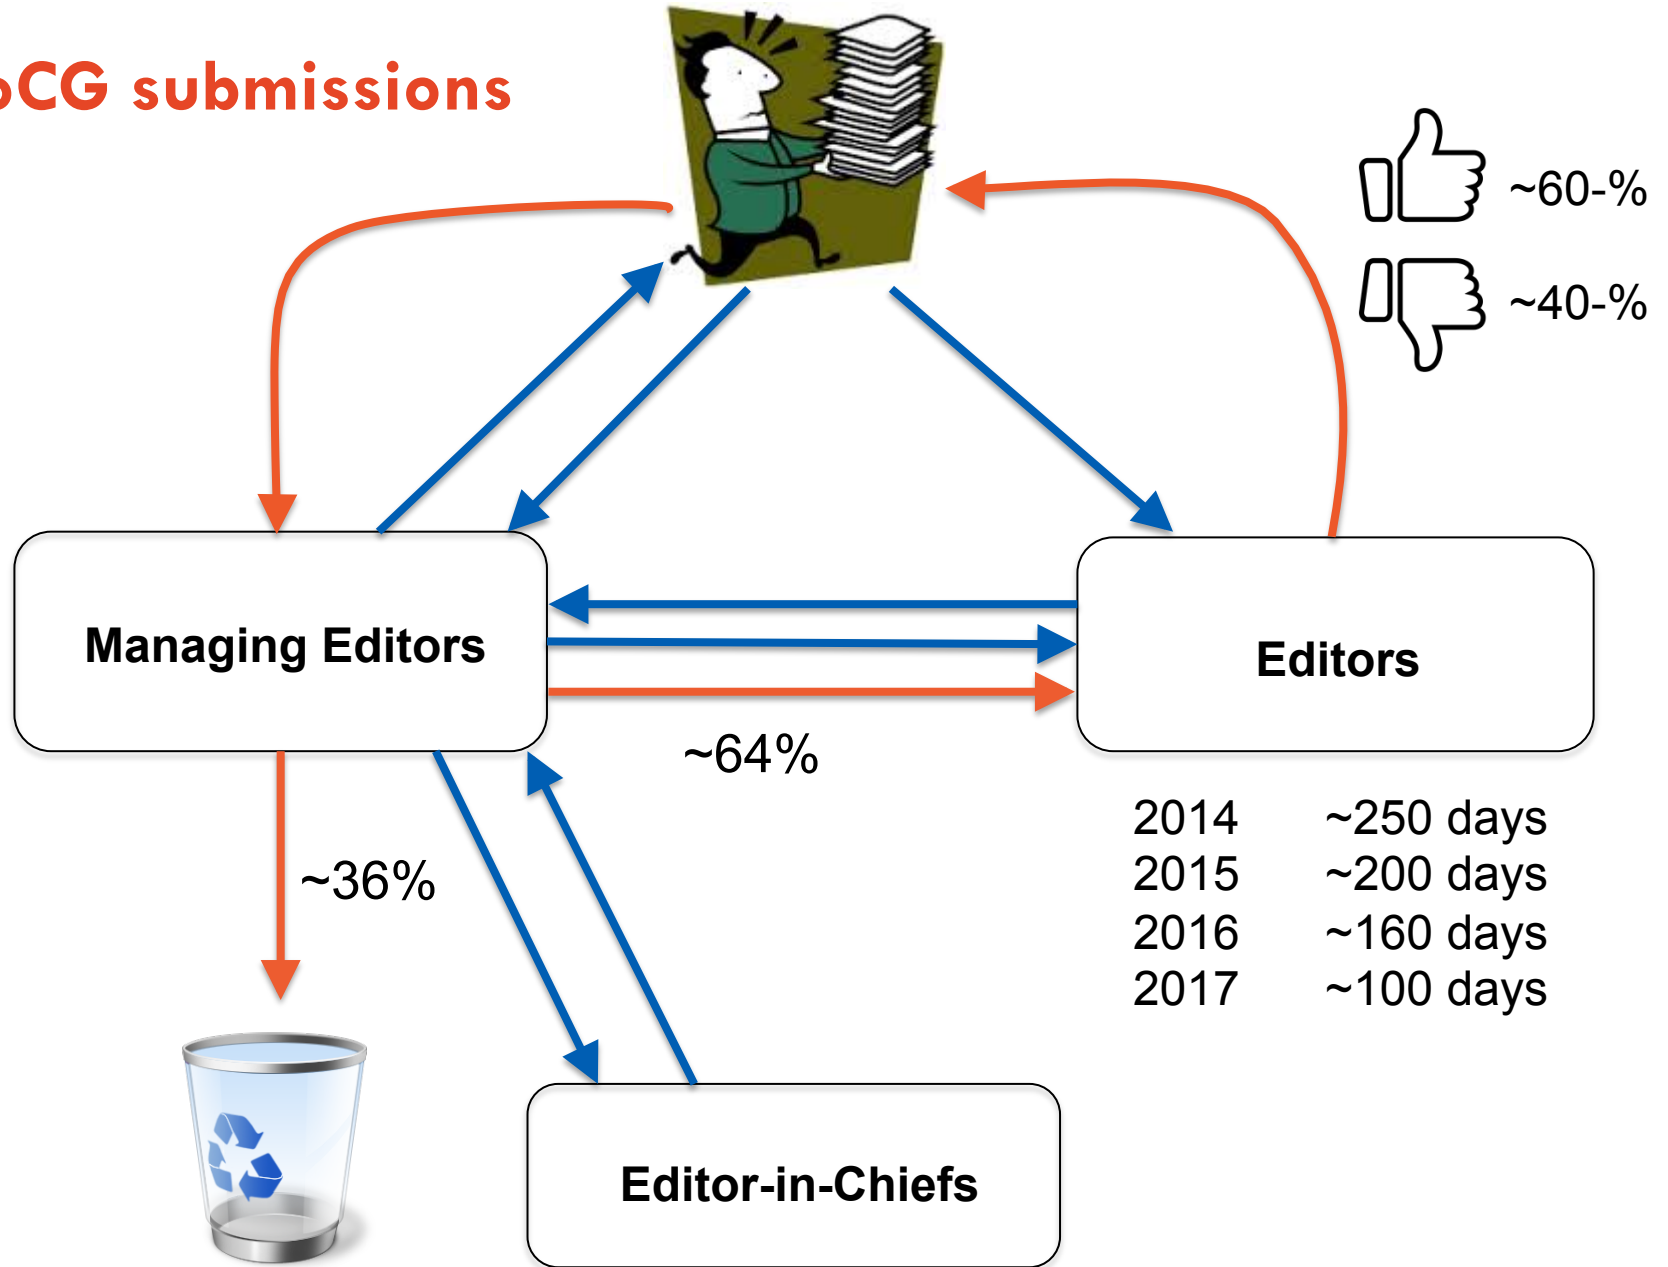 CG submissions
~60-%
~40-%
Managing Editors
Editors
~64%
~36%
2014 ~250 days
2015 ~200 days
2016 ~160 days
2017 ~100 days
Editor-in-Chiefs